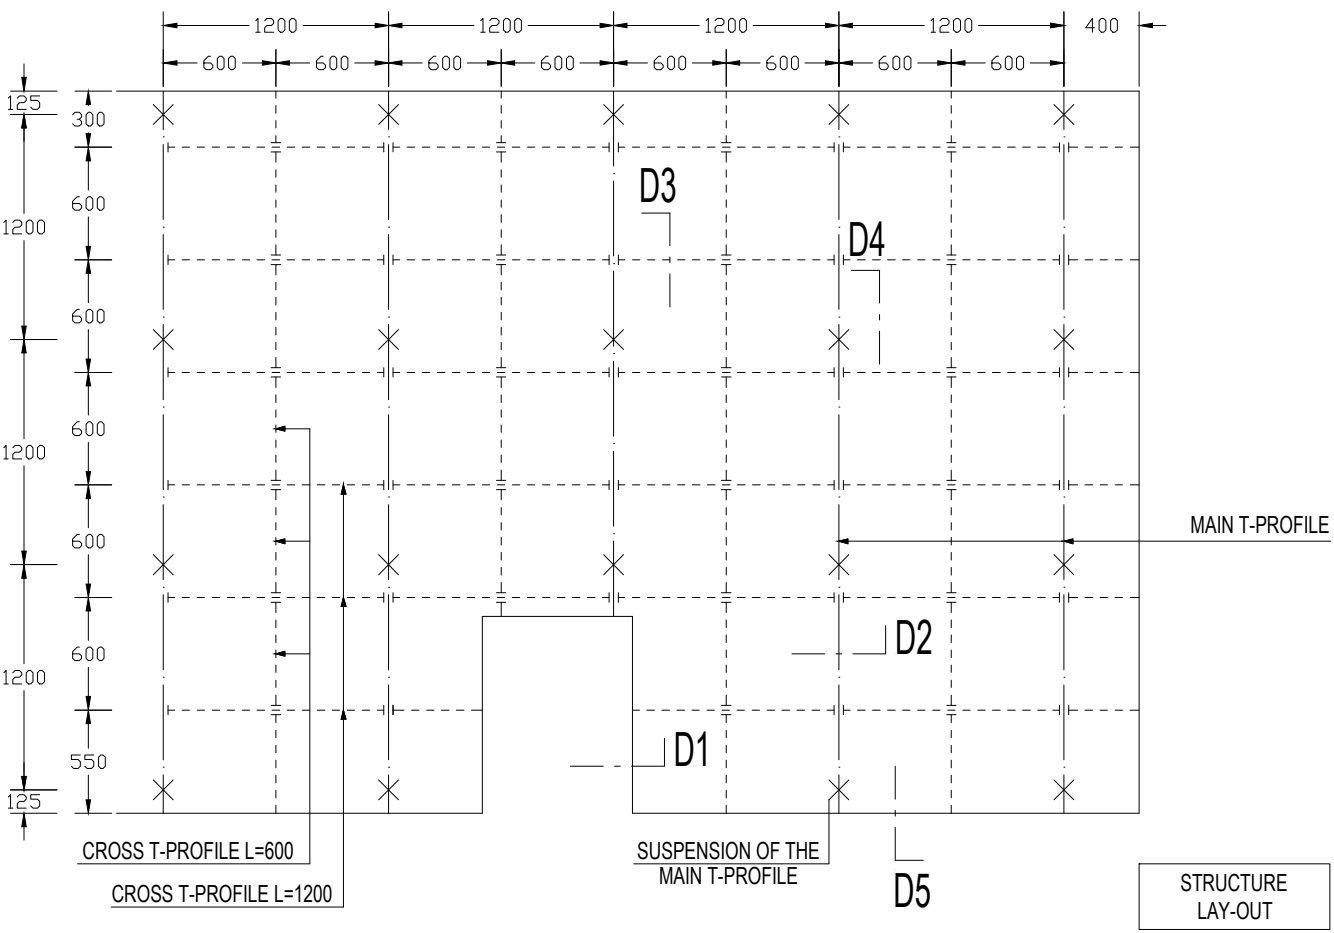 1200 1200 1200 1200 400
600 600 600 600 600 600 600 600
125
300
D3
600
1200
D4
600
600
1200
600
MAIN T-PROFILE
600
D2
1200
D1
550
125
CROSS T-PROFILE L=600
SUSPENSION OF THE
MAIN T-PROFILE
CROSS T-PROFILE L=1200
D5
STRUCTURE
LAY-OUT